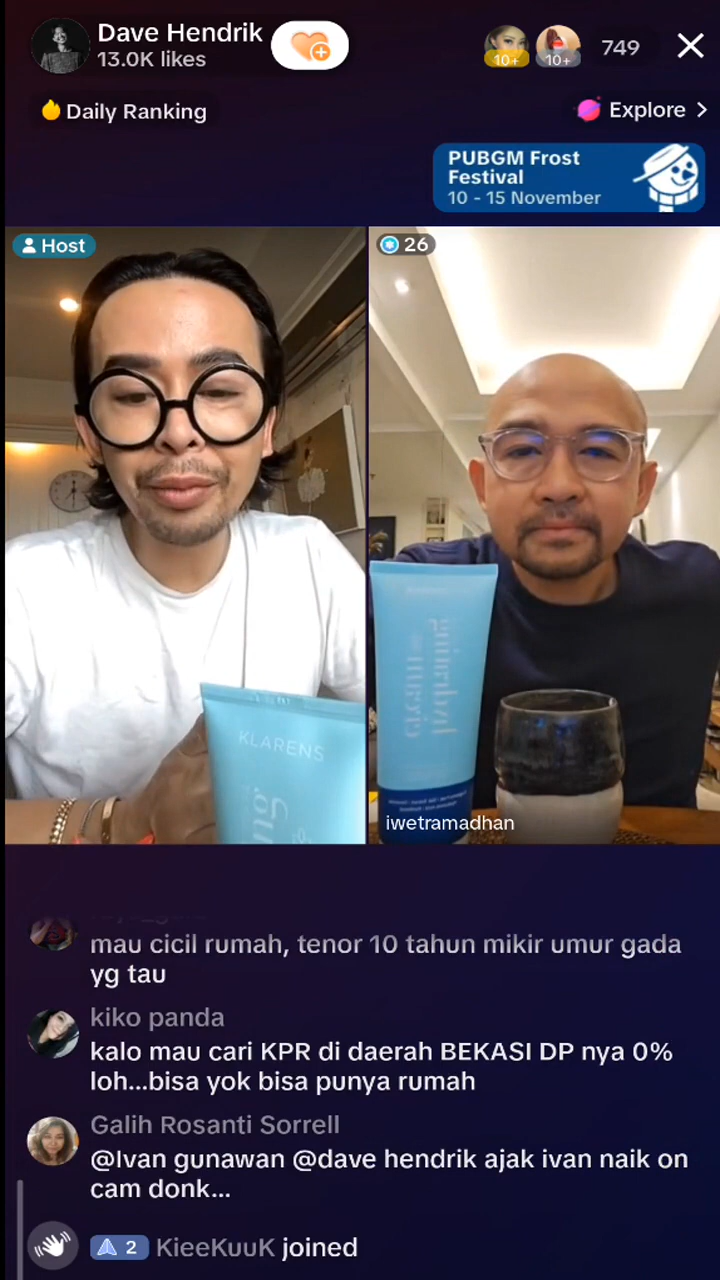 Dave Hendrik
13.0K likes
10+
10+
749
Daily Ranking
Explore >
PUBGM Frost
Festival
10 - 15 November
Host
26
KLARENS
iwetramadhan
mau cicil rumah, tenor 10 tahun mikir umur gada
yg tau
kiko panda
kalo mau cari KPR di daerah BEKASI DP nya 0%
loh...bisa yok bisa punya rumah
Galih Rosanti Sorrell
@Ivan gunawan @dave hendrik ajak ivan naik on
cam donk...
2 KieeKuuK joined